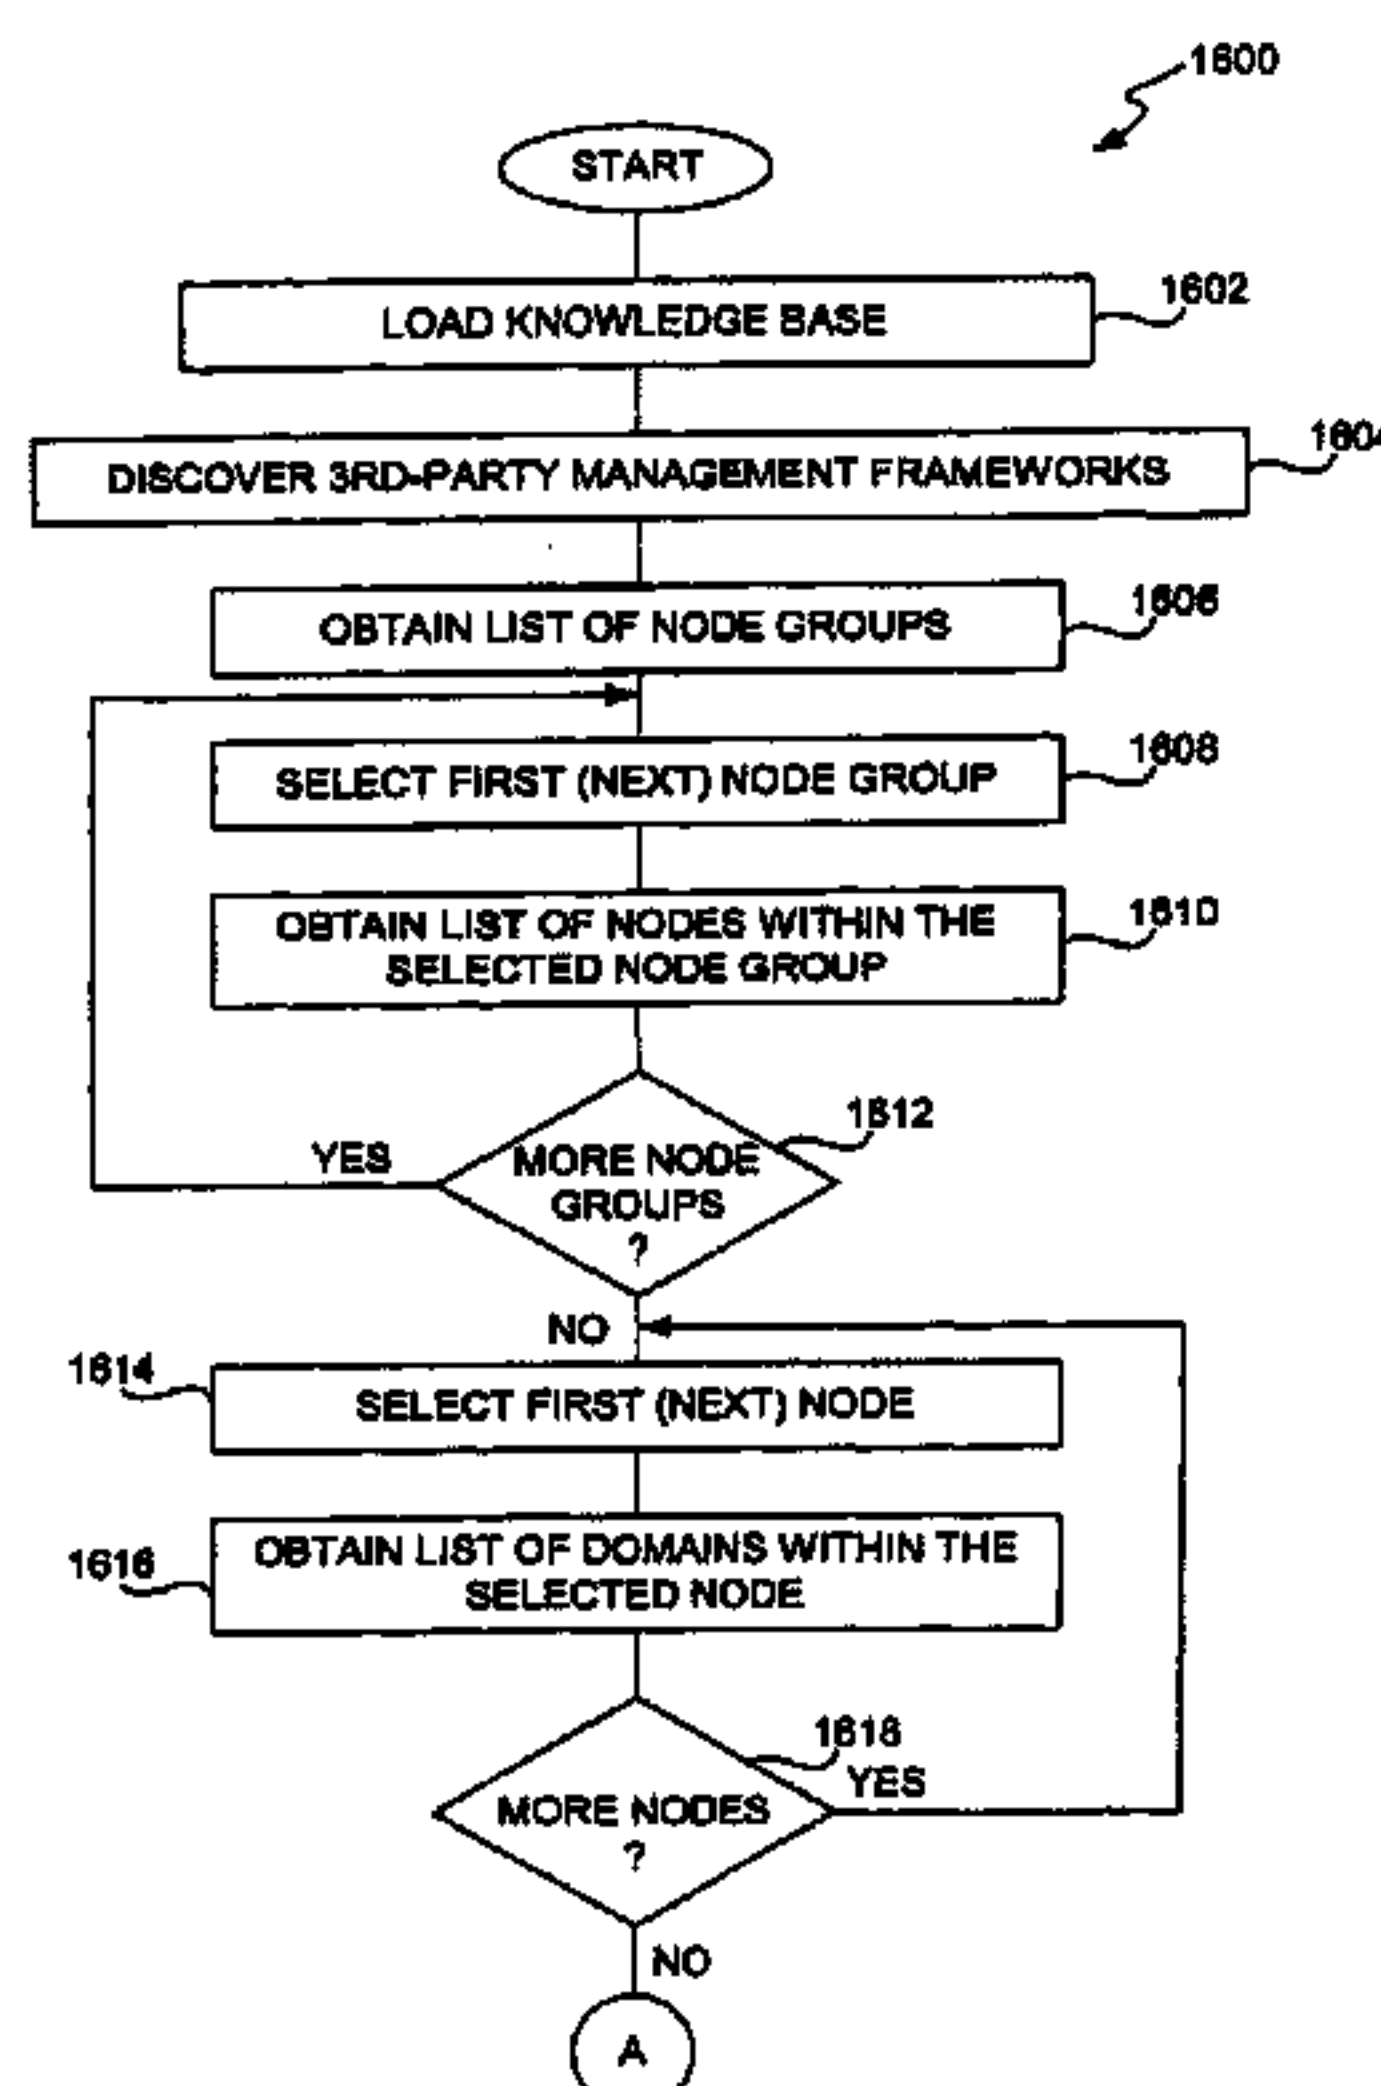 1600
START
LOAD KNOWLEDGE BASE
1602
DISCOVER 3RD-PARTY MANAGEMENT FRAMEWORKS
1604
OBTAIN LIST OF NODE GROUPS
1606
SELECT FIRST (NEXT) NODE GROUP
1608
OBTAIN LIST OF NODES WITHIN THE
SELECTED NODE GROUP
1610
1612
YES
MORE NODE
GROUPS
?
NO
1614
SELECT FIRST (NEXT) NODE
1616
OBTAIN LIST OF DOMAINS WITHIN THE
SELECTED NODE
1618
YES
MORE NODES
?
NO
A